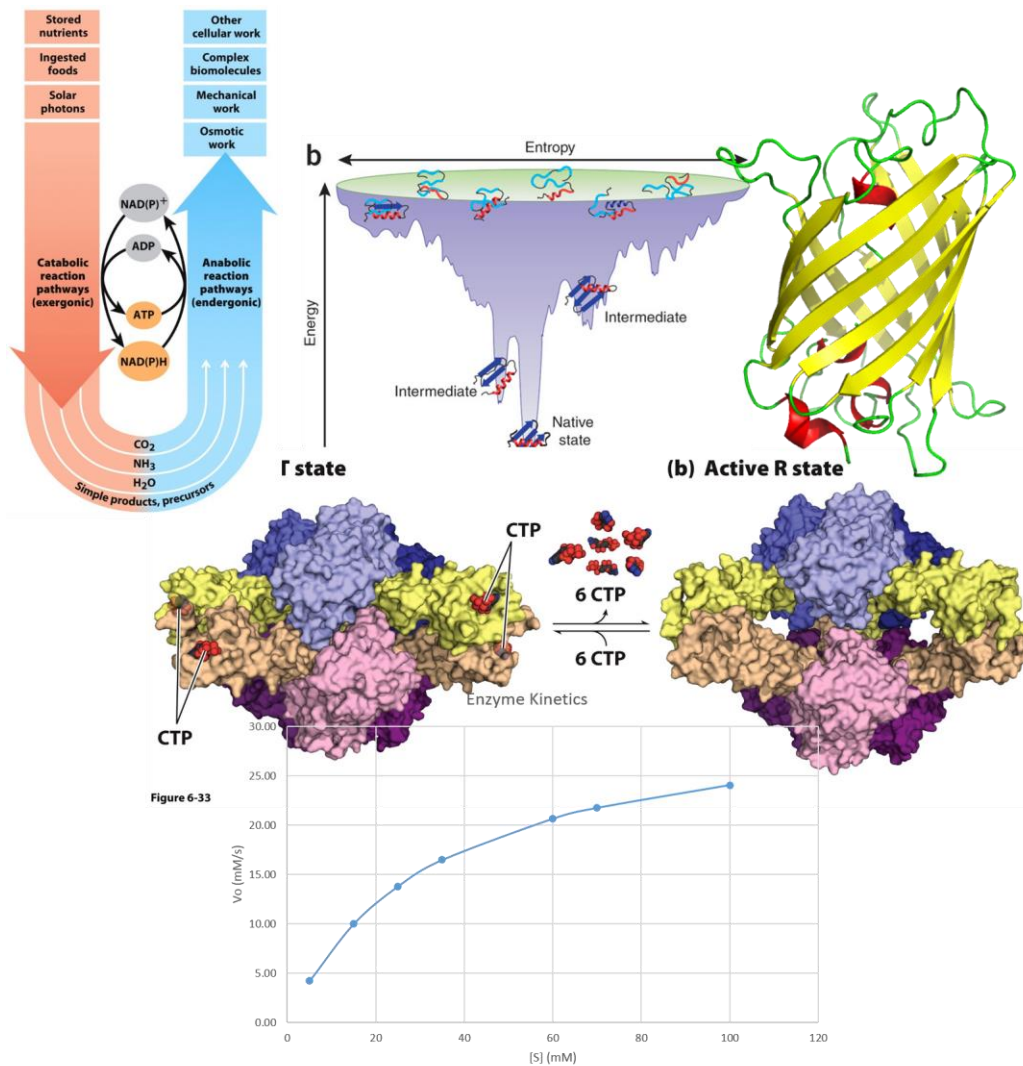 Stored
nutrients
Ingested
foods
Solar
photons
Other
cellular work
Complex
biomolecules
Mechanical
work
Osmotic
work
NAD(P)+
ADP
ATP
NAD(P)H
Catabolic
reaction
pathways
(exergonic)
Anabolic
reaction
pathways
(endergonic)
CO2
NH3
H2O
Simple products, precursors
b
Entropy
Energy
Intermediate
Intermediate
Native
state
T state
(b) Active R state
CTP
CTP
6 CTP
6 CTP
Figure 6-33
Enzyme Kinetics
30.00
25.00
20.00
15.00
10.00
5.00
0.00
Vo (mM/s)
0
20
40
60
80
100
120
[S] (mM)